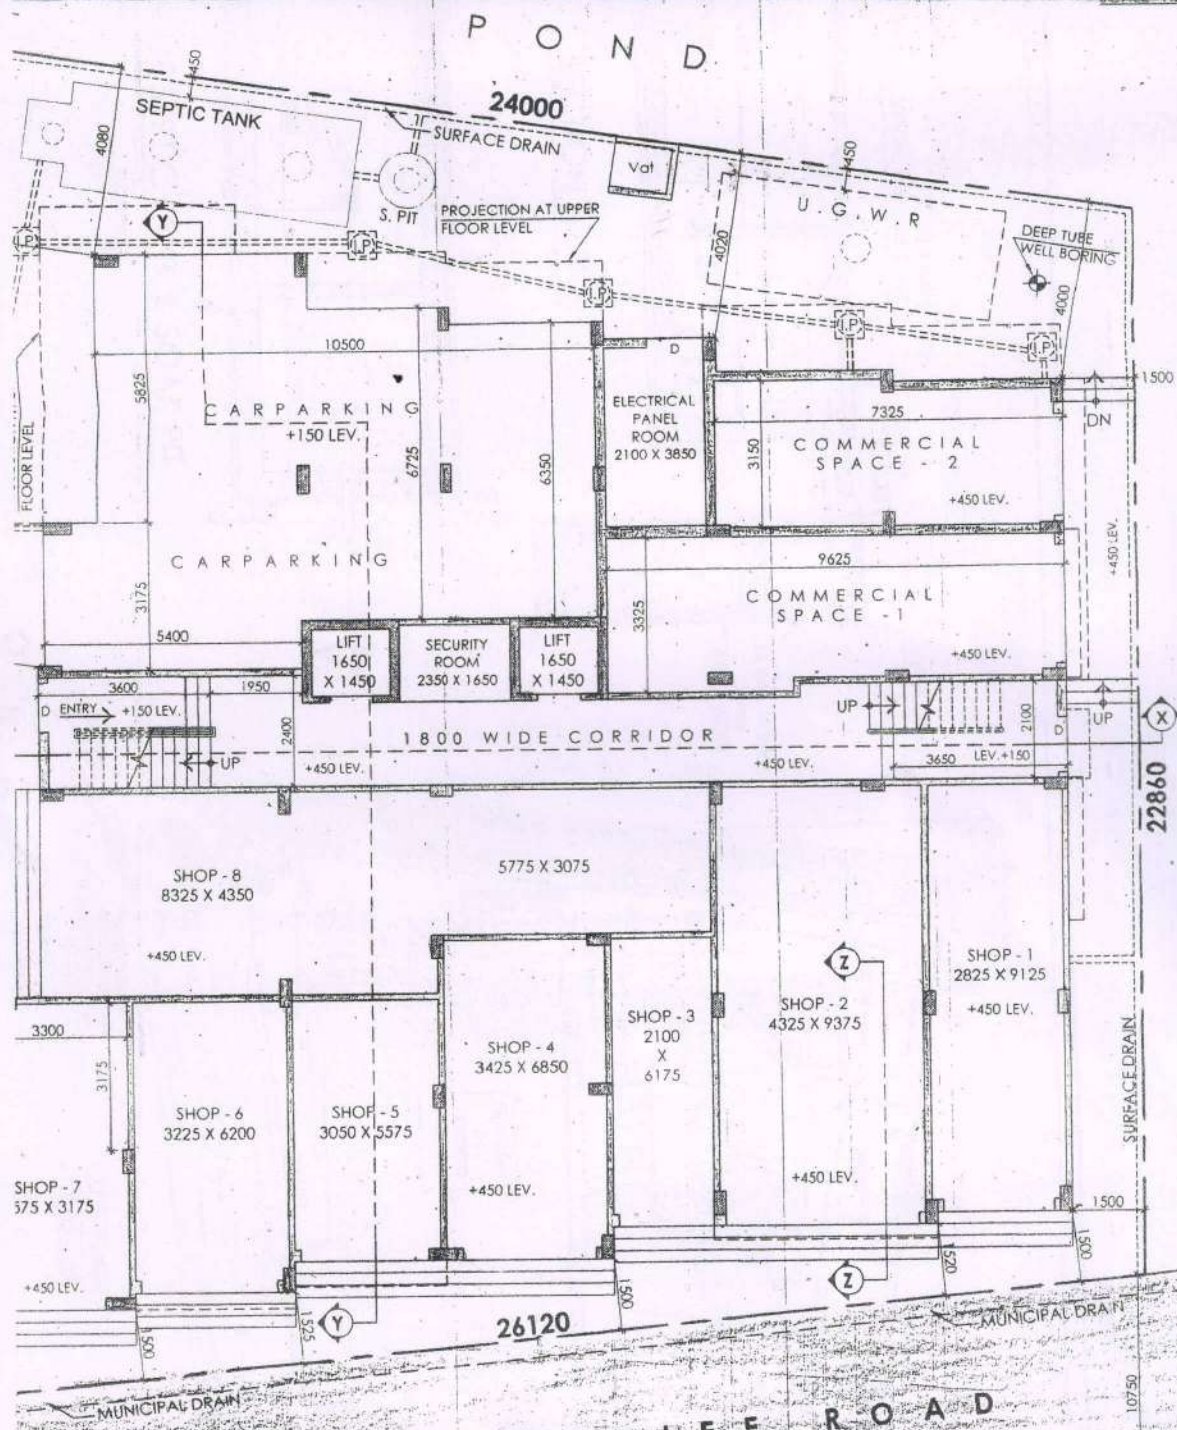 P O N D
450
24000
SEPTIC TANK
4080
SURFACE DRAIN
Vat
450
S. PIT
PROJECTION AT UPPER
FLOOR LEVEL
U.G.W.R
4020
DEEP TUBE
WELL BORING
4000
Y
I.P
I.P
I.P
I.P
I.P
10500
D
5825
1500
CARPARKING
+150 LEV.
6725
6350
ELECTRICAL
PANEL
ROOM
2100 X 3850
7325
DN
3150
COMMERCIAL
SPACE - 2
+450 LEV.
FLOOR LEVEL
CARPARKING
3175
9625
+450 LEV.
COMMERCIAL
SPACE -1
3325
5400
LIFT
1650
X 1450
SECURITY
ROOM
2350 X 1650
LIFT
1650
X 1450
+450 LEV.
3600
1950
D
ENTRY
+150 LEV.
2400
UP
2100
UP
X
1800 WIDE CORRIDOR
D
UP
+450 LEV.
+450 LEV.
3650
LEV.+150
22860
SHOP - 8
8325 X 4350
5775 X 3075
+450 LEV.
SHOP - 1
2825 X 9125
+450 LEV.
Z
SHOP - 2
4325 X 9375
SHOP - 3
2100
X
6175
3300
3175
SHOP - 4
3425 X 6850
SHOP - 6
3225 X 6200
SHOP - 5
3050 X 5575
SURFACE DRAIN
SHOP - 7
575 X 3175
+450 LEV.
+450 LEV.
1500
+450 LEV.
1500
1520
Z
1500
1525
Y
26120
1500
MUNICIPAL DRAIN
MUNICIPAL DRAIN
10750
ROAD